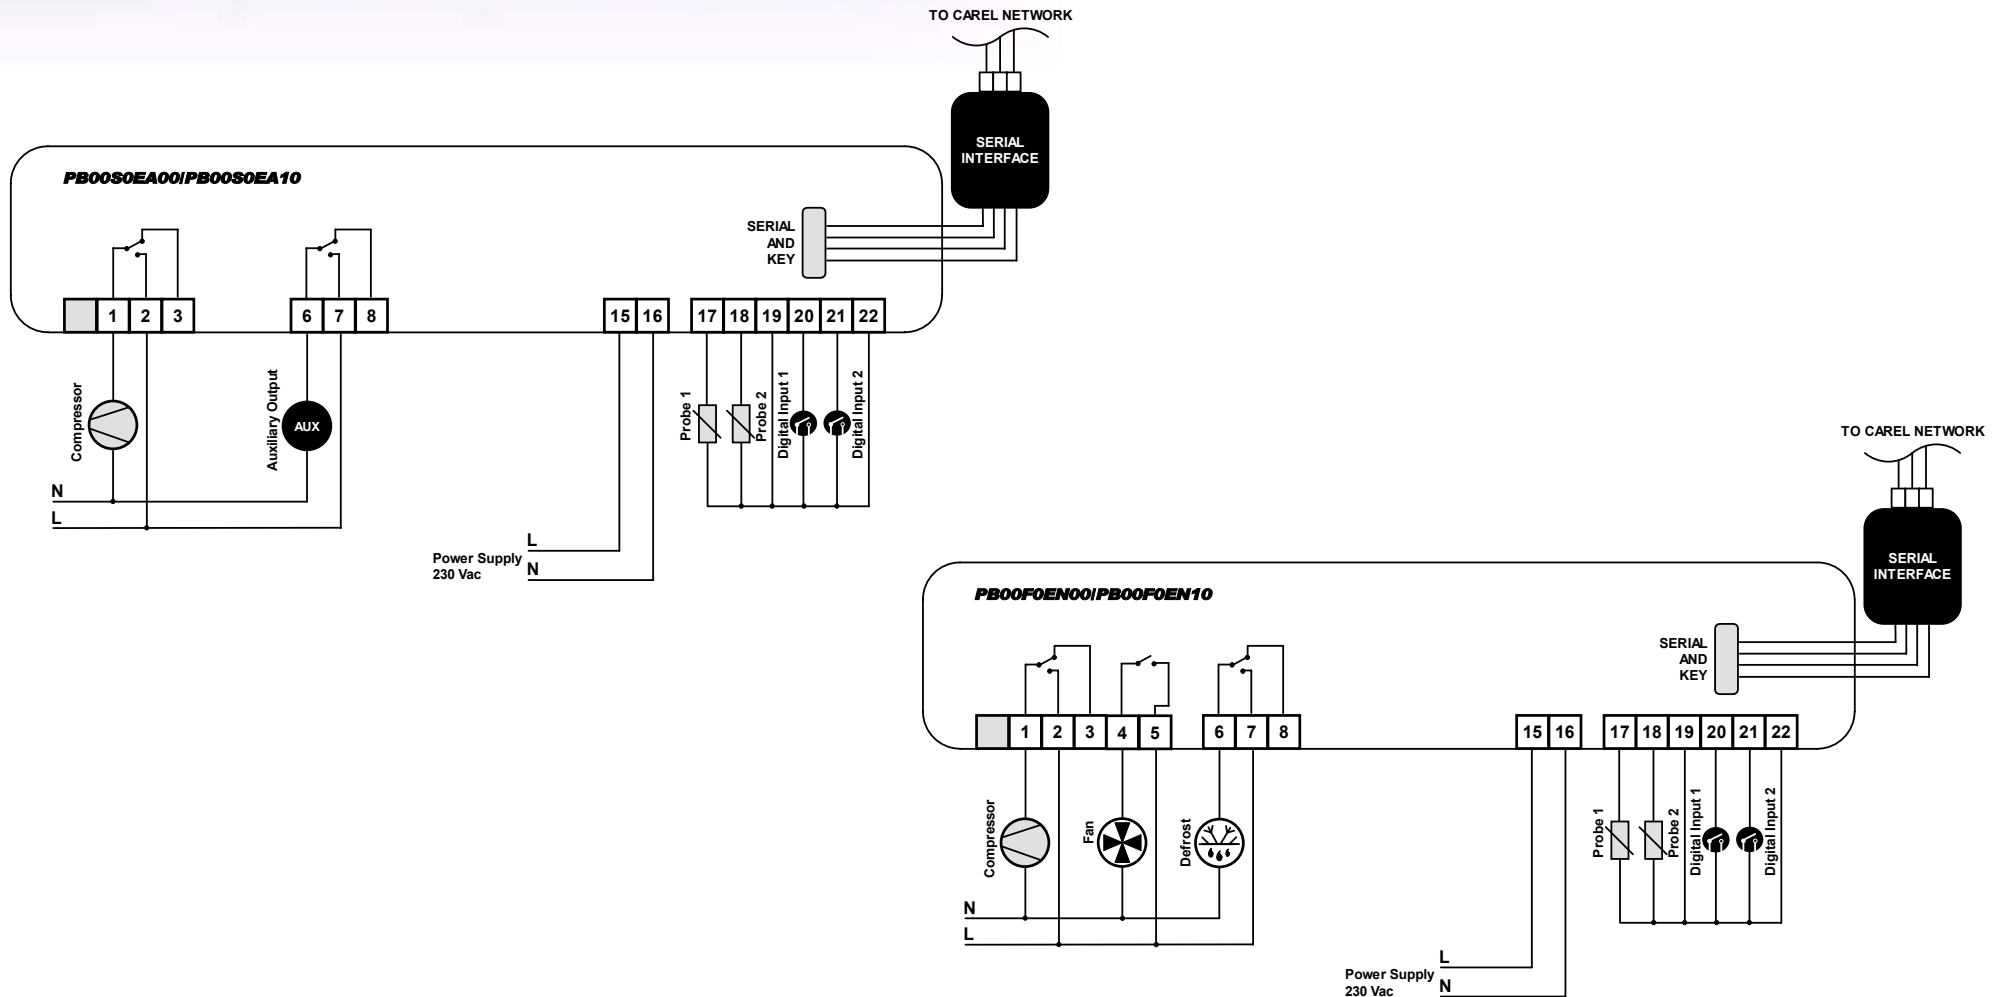 TO CAREL NETWORK
SERIAL
INTERFACE
PB00S0EA00/PB00S0EA10
SERIAL
AND
KEY
1 2 3 6 7 8 15 16 17 18 19 20 21 22
Compressor
Auxiliary Output
AUX
Probe 1
Probe 2
Digital Input 1
Digital Input 2
N
L
Power Supply
230 Vac
L
N
TO CAREL NETWORK
SERIAL
INTERFACE
PB00F0EN00/PB00F0EN10
SERIAL
AND
KEY
1 2 3 4 5 6 7 8 15 16 17 18 19 20 21 22
Compressor
Fan
Defrost
Probe 1
Probe 2
Digital Input 1
Digital Input 2
N
L
Power Supply
230 Vac
L
N